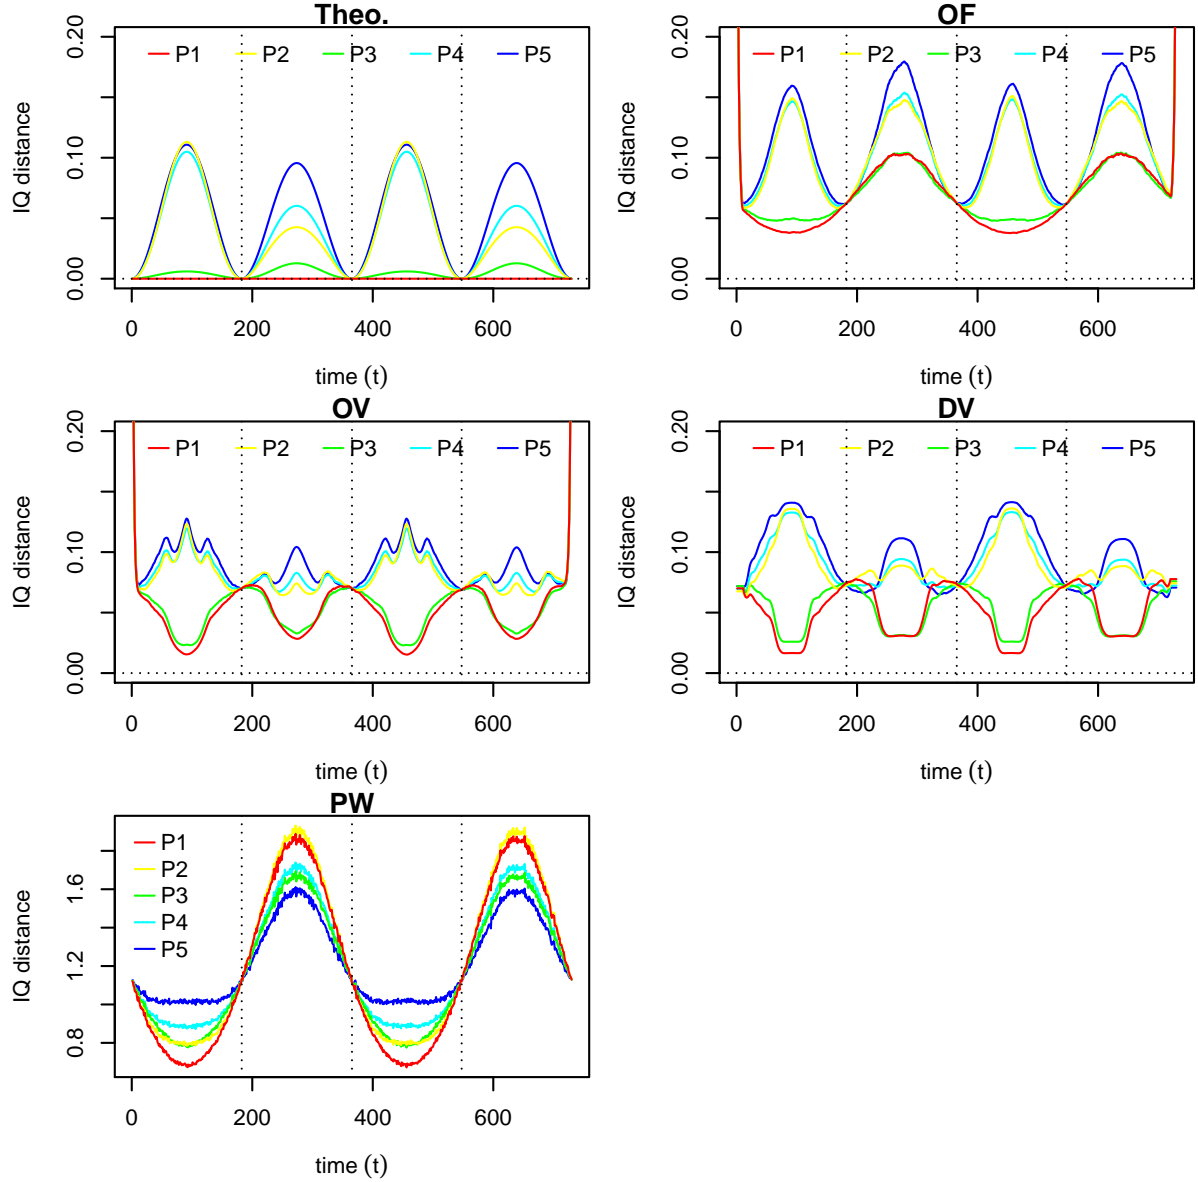 Theo.
P1 P2 P3 P4 P5
IQ distance
0.00 0.10 0.20
0 200 400 600
time (t)
OF
P1 P2 P3 P4 P5
IQ distance
0.00 0.10 0.20
0 200 400 600
time (t)
OV
P1 P2 P3 P4 P5
IQ distance
0.00 0.10 0.20
0 200 400 600
time (t)
DV
P1 P2 P3 P4 P5
IQ distance
0.00 0.10 0.20
0 200 400 600
time (t)
PW
P1
P2
P3
P4
P5
IQ distance
0.8 1.2 1.6
0 200 400 600
time (t)